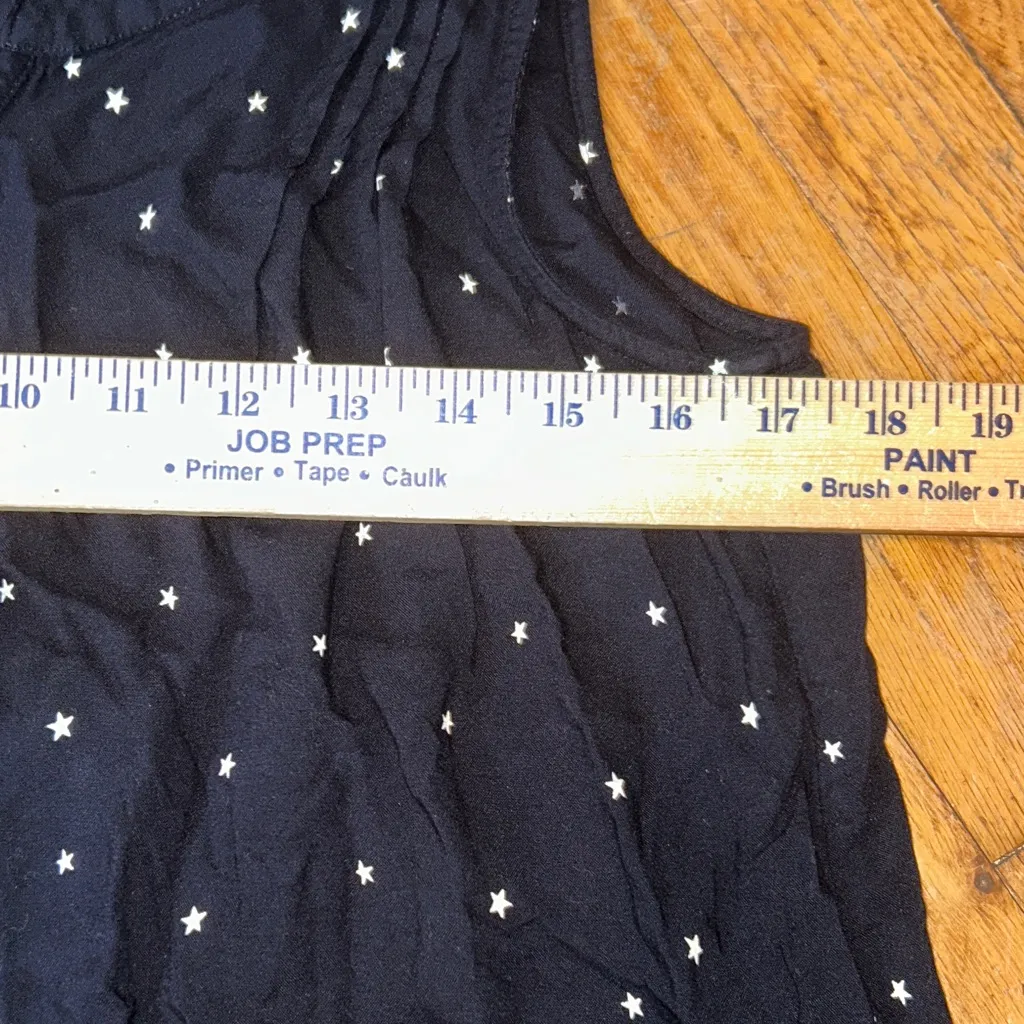 10 11 12 13 14 15 16 17 18 19
JOB PREP
• Primer • Tape • Caulk
PAINT
• Brush • Roller •